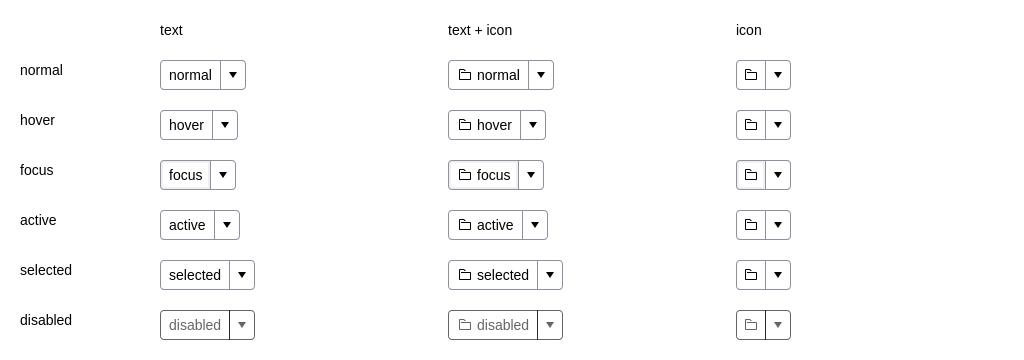 text text + icon icon
normal normal normal
hover hover hover
focus focus focus
active active active
selected selected selected
disabled disabled disabled